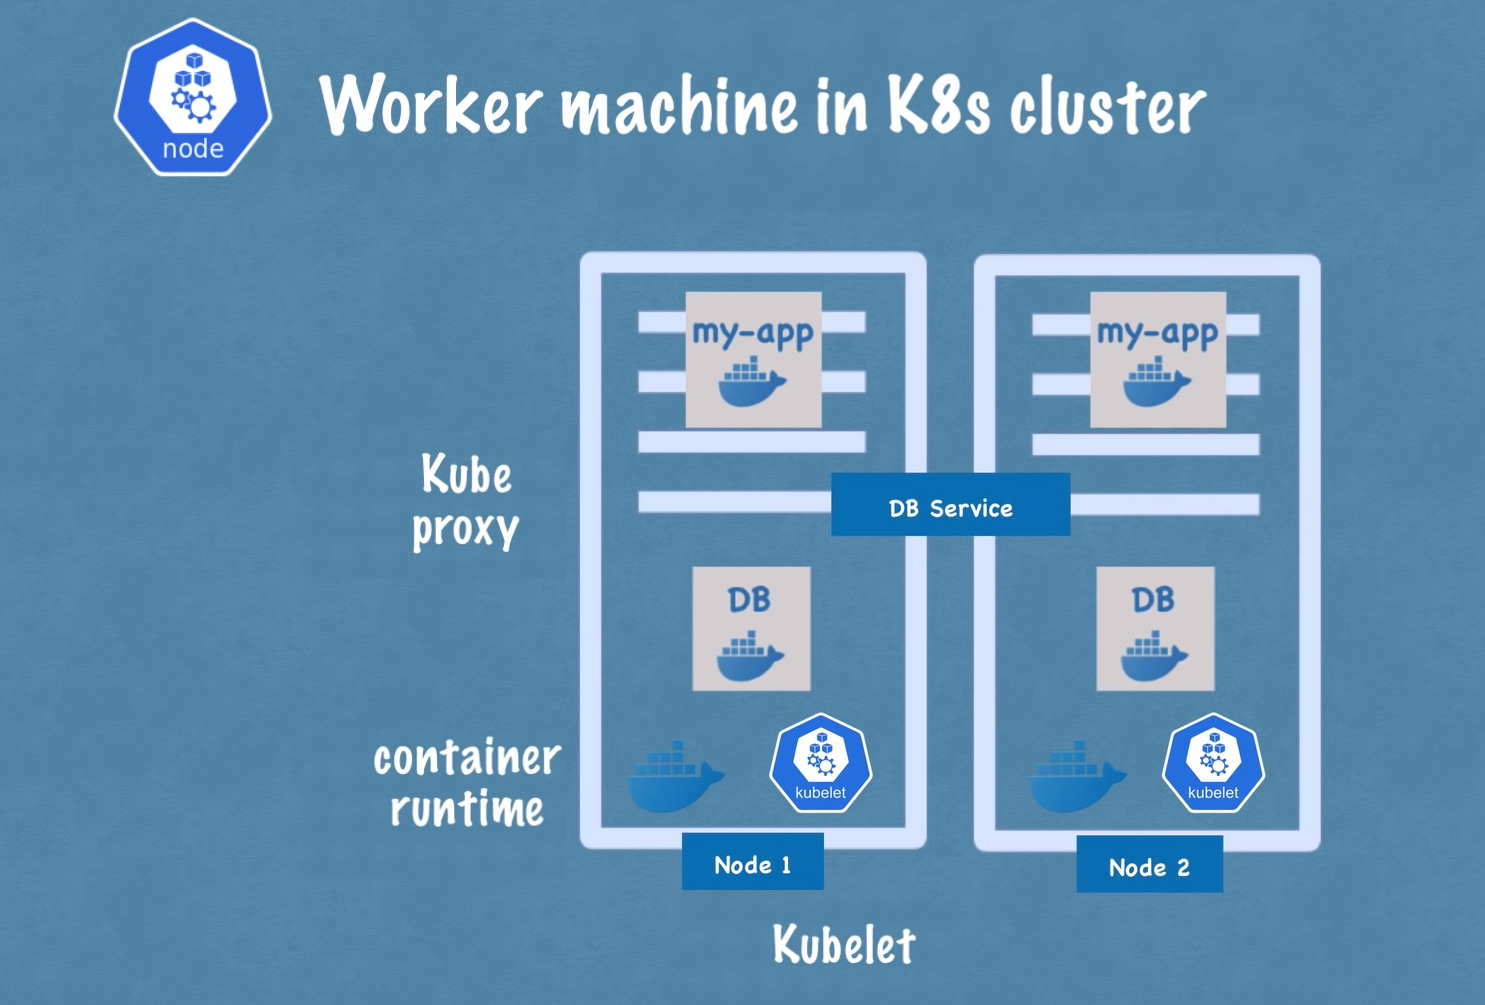 node
Worker machine in K8s cluster
my-app
my-app
Kube
proxy
DB Service
DB
DB
container
runtime
kubelet
kubelet
Node 1
Node 2
Kubelet